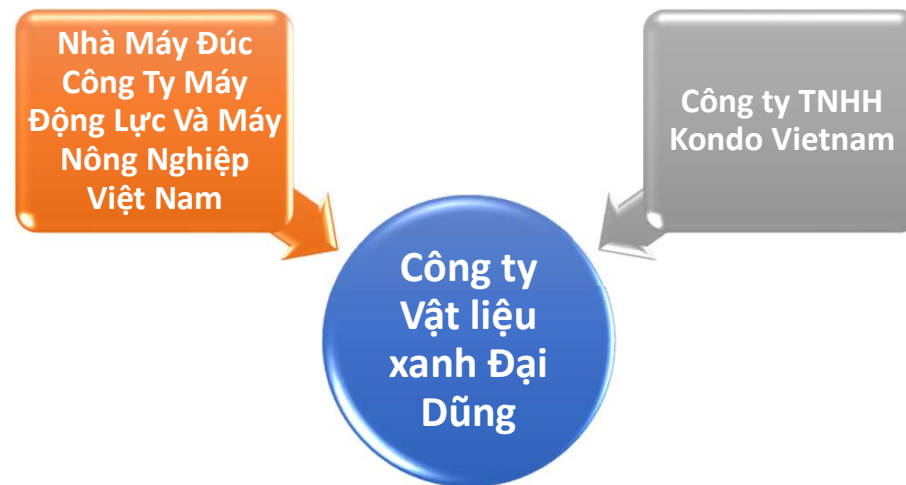 Nhà Máy Đúc
Công Ty Máy
Động Lực Và Máy
Nông Nghiệp
Việt Nam
Công ty TNHH
Kondo Vietnam
Công ty
Vật liệu
xanh Đại
Dũng